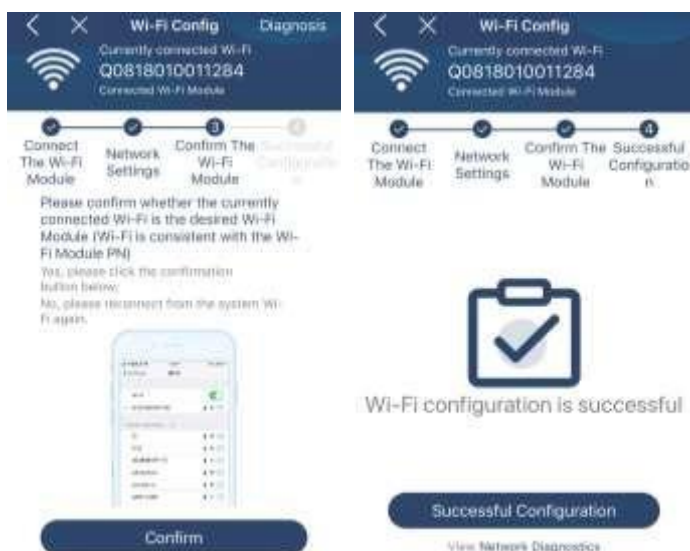 Wi-Fi Config Diagnosis
Currently connected Wi-Fi
Q0818010011284
Connected Wi-Fi Module
3
Connect The Wi-Fi Module
Network Settings
Confirm The Wi-Fi Module
Please confirm whether the currently
connected Wi-Fi is the desired Wi-Fi
Module (Wi-Fi is consistent with the Wi-
Fi Module PN)
Yes, please click the confirmation
button below.
No, please reconnect from the system Wi-
Fi again.
Confirm
Wi-Fi Config
Currently connected Wi-Fi
Q0818010011284
Connected Wi-Fi Module
4
Connect The Wi-Fi Module
Network Settings
Confirm The Wi-Fi Module
Successful Configuratio n
Wi-Fi configuration is successful
Successful Configuration
View Network Diagnostics